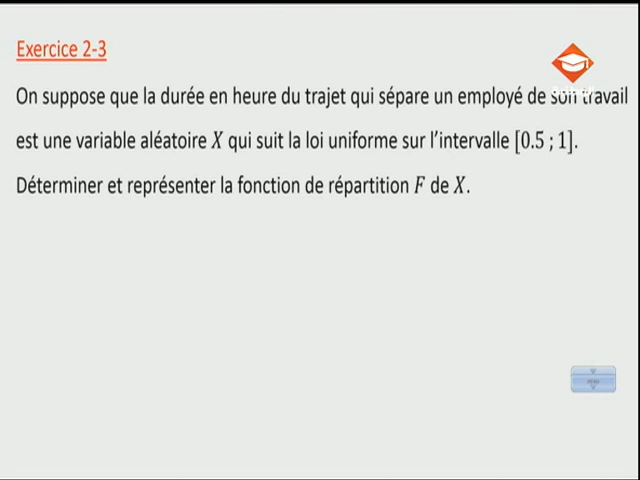 Exercice 2-3
On suppose que la durée en heure du trajet qui sépare un employé de son travail
est une variable aléatoire X qui suit la loi uniforme sur l'intervalle [0.5 ; 1].
Déterminer et représenter la fonction de répartition F de X.
MENU